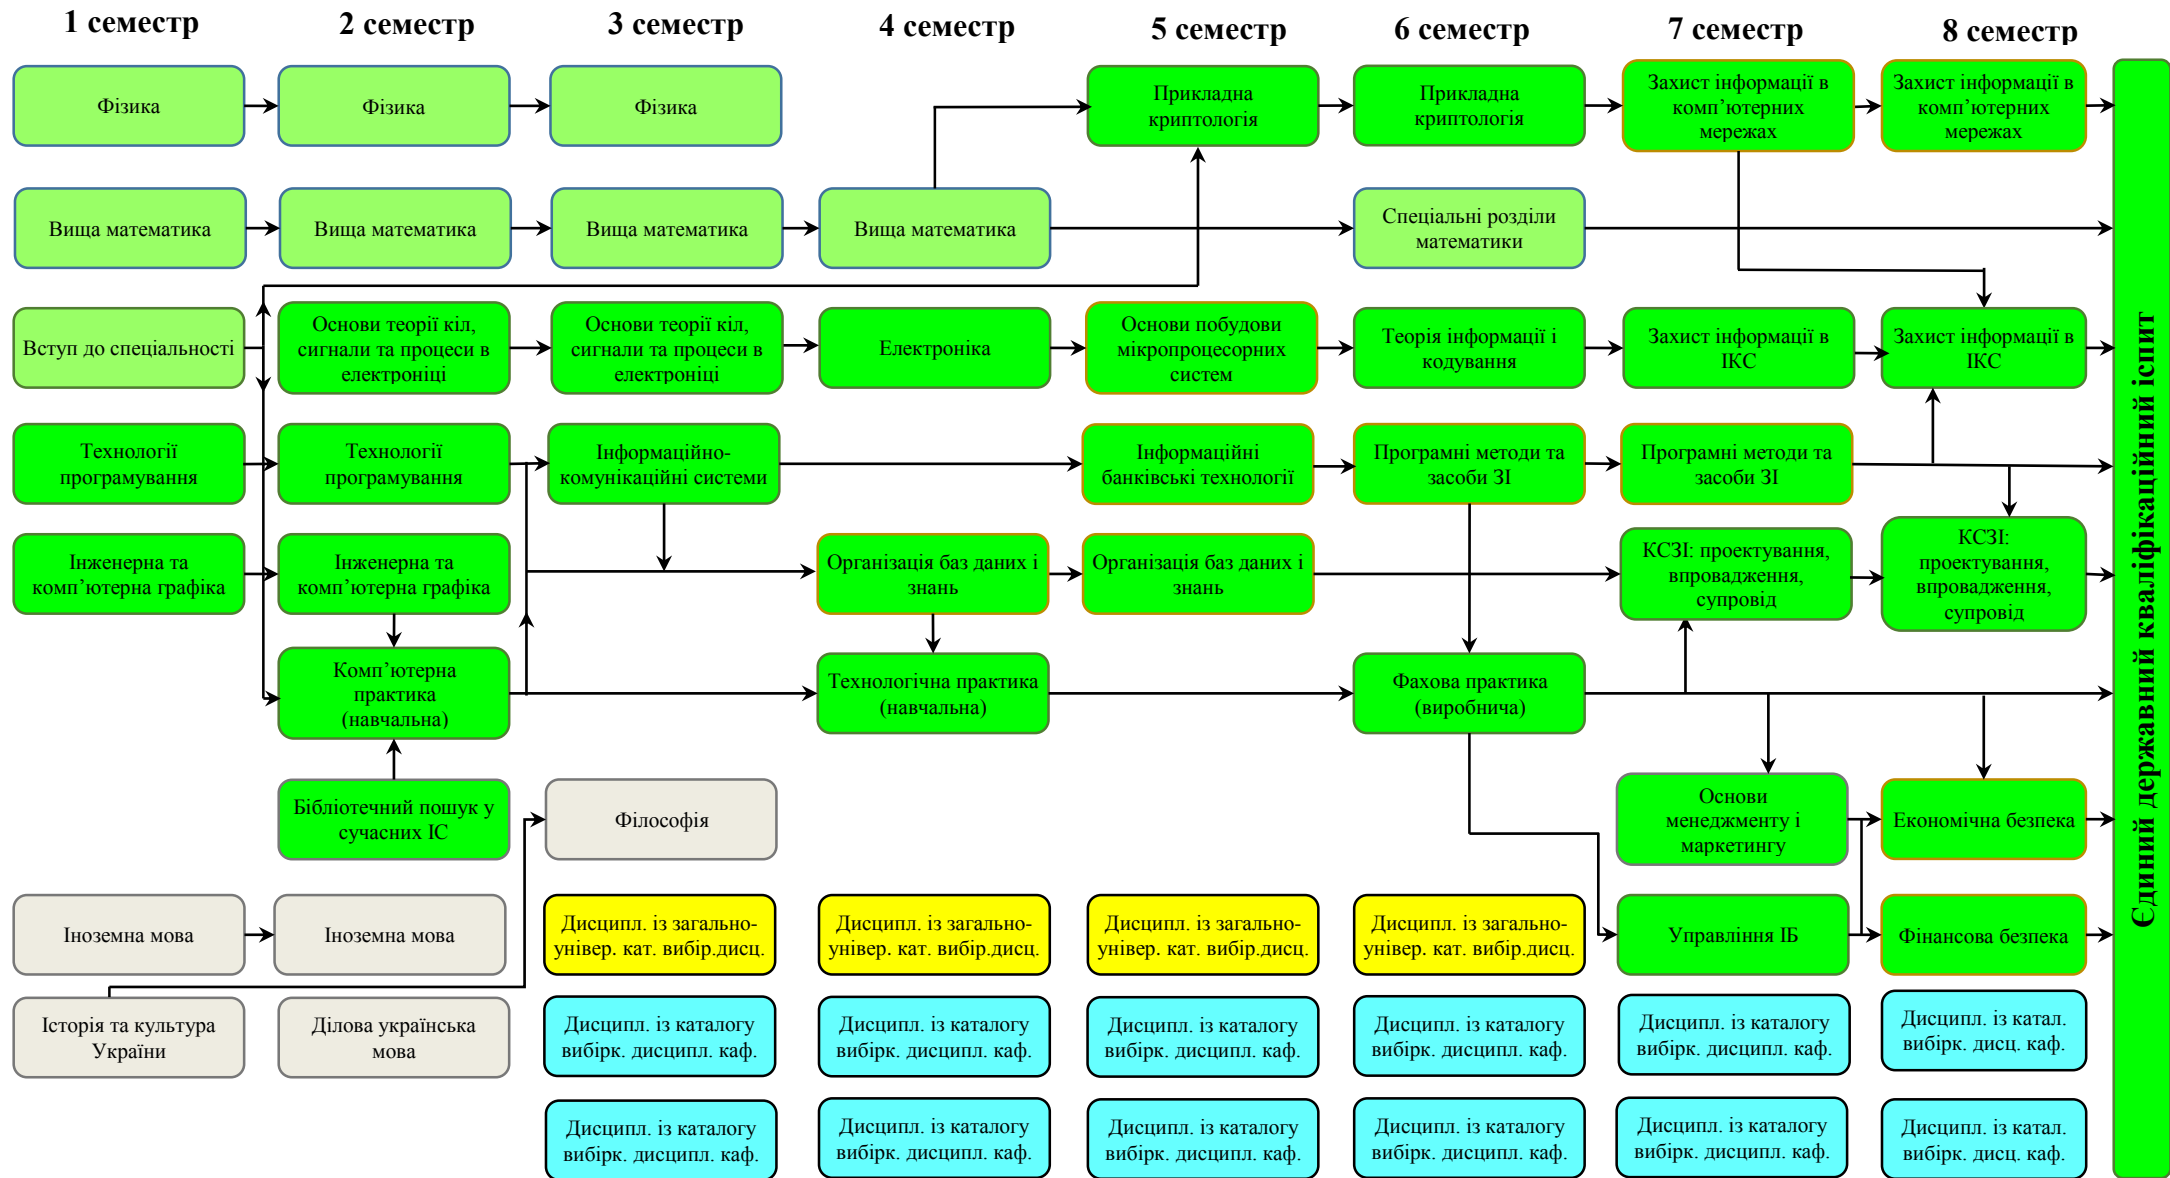 1 семестр
2 семестр
3 семестр
4 семестр
5 семестр
6 семестр
7 семестр
8 семестр
Фізика
Фізика
Фізика
Прикладна
криптологія
Прикладна
криптологія
Захист інформації в
комп’ютерних
мережах
Захист інформації в
комп’ютерних
мережах
Вища математика
Вища математика
Вища математика
Вища математика
Спеціальні розділи
математики
Вступ до спеціальності
Основи теорії кіл,
сигнали та процеси в
електроніці
Основи теорії кіл,
сигнали та процеси в
електроніці
Електроніка
Основи побудови
мікропроцесорних
систем
Теорія інформації і
кодування
Захист інформації в
ІКС
Захист інформації в
ІКС
Технології
програмування
Технології
програмування
Інформаційно-
комунікаційні системи
Інформаційні
банківські технології
Програмні методи та
засоби ЗІ
Програмні методи та
засоби ЗІ
Інженерна та
комп’ютерна графіка
Інженерна та
комп’ютерна графіка
Організація баз даних і
знань
Організація баз даних і
знань
КСЗІ: проектування,
впровадження,
супровід
КСЗІ:
проектування,
впровадження,
супровід
Комп’ютерна
практика
(навчальна)
Технологічна практика
(навчальна)
Фахова практика
(виробнича)
Бібліотечний пошук у
сучасних ІС
Філософія
Основи
менеджменту і
маркетингу
Економічна безпека
Іноземна мова
Іноземна мова
Дисципл. із загально-
універ. кат. вибір.дисц.
Дисципл. із загально-
універ. кат. вибір.дисц.
Дисципл. із загально-
універ. кат. вибір.дисц.
Дисципл. із загально-
універ. кат. вибір.дисц.
Управління ІБ
Фінансова безпека
Історія та культура
України
Ділова українська
мова
Дисципл. із каталогу
вибірк. дисципл. каф.
Дисципл. із каталогу
вибірк. дисципл. каф.
Дисципл. із каталогу
вибірк. дисципл. каф.
Дисципл. із каталогу
вибірк. дисципл. каф.
Дисципл. із каталогу
вибірк. дисципл. каф.
Дисципл. із катал.
вибірк. дисц. каф.
Дисципл. із каталогу
вибірк. дисципл. каф.
Дисципл. із каталогу
вибірк. дисципл. каф.
Дисципл. із каталогу
вибірк. дисципл. каф.
Дисципл. із каталогу
вибірк. дисципл. каф.
Дисципл. із каталогу
вибірк. дисципл. каф.
Дисципл. із катал.
вибірк. дисц. каф.
Єдиний державний кваліфікаційний іспит